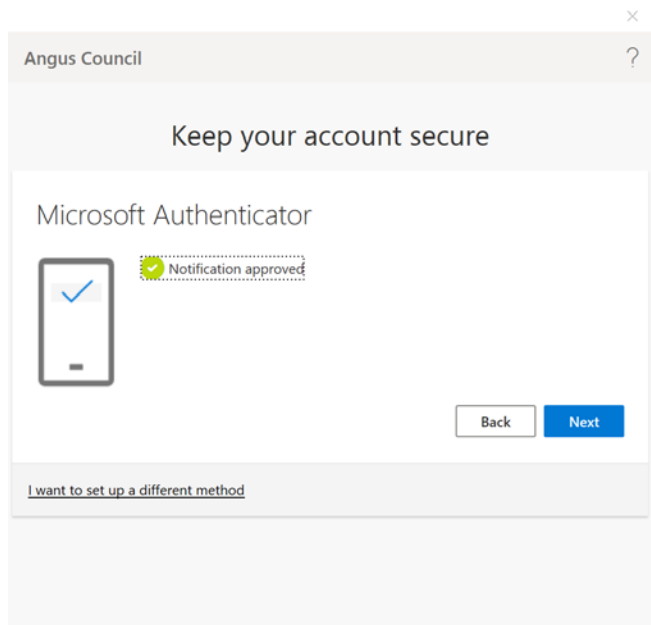 Angus Council
?
Keep your account secure
Microsoft Authenticator
Notification approved
Back
Next
I want to set up a different method